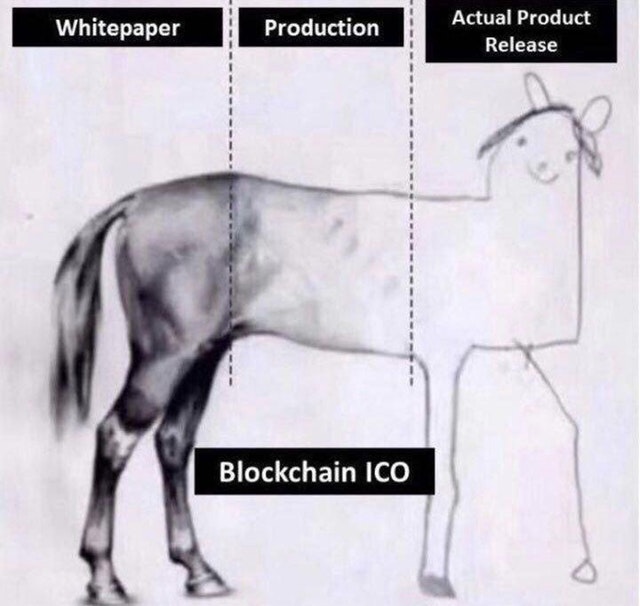 Whitepaper
Production
Actual Product
Release
Blockchain ICO